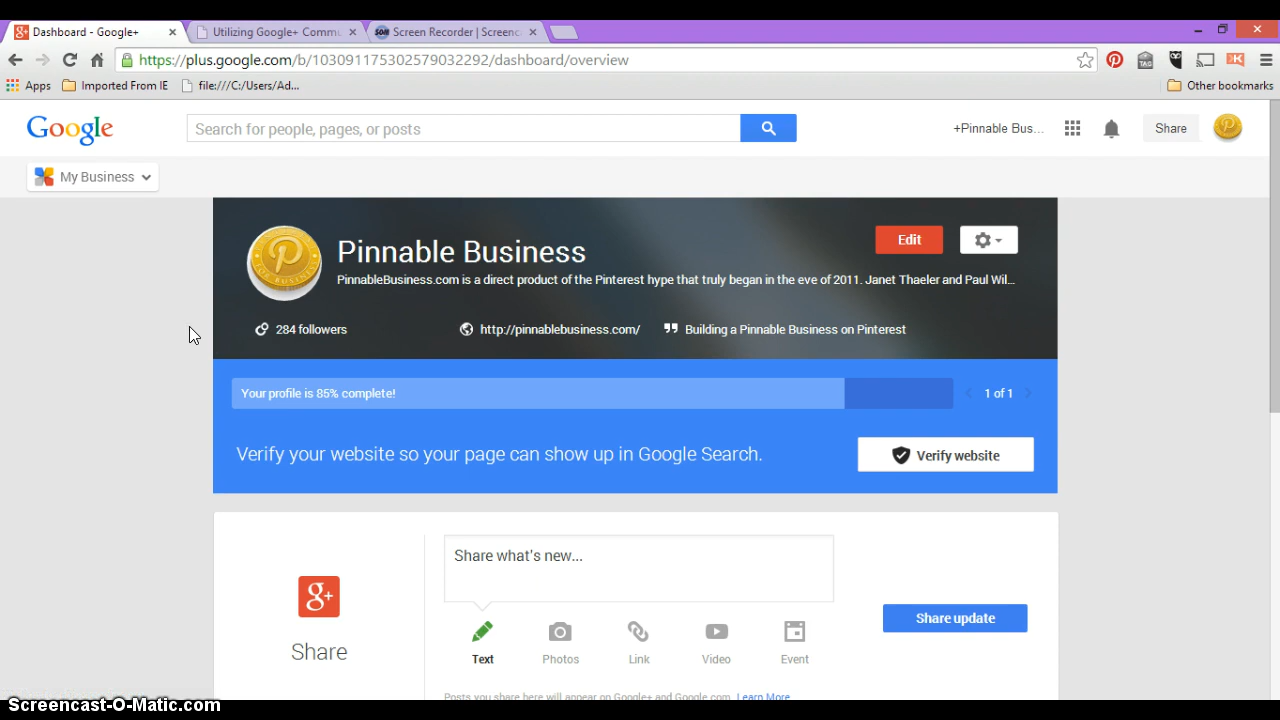 Dashboard - Google+
Utilizing Google+ Commu
Screen Recorder | Screenc
https://plus.google.com/b/103091175302579032292/dashboard/overview
Apps
Imported From IE
file:///C:/Users/Ad...
Other bookmarks
Google
Search for people, pages, or posts
+Pinnable Bus...
Share
My Business
Pinnable Business
Edit
PinnableBusiness.com is a direct product of the Pinterest hype that truly began in the eve of 2011. Janet Thaeler and Paul Wil...
284 followers
http://pinnablebusiness.com/
Building a Pinnable Business on Pinterest
Your profile is 85% complete!
1 of 1
Verify your website so your page can show up in Google Search.
Verify website
Share what's new...
g+
Share
Share update
Text
Photos
Link
Video
Event
Posts you share here will appear on Google+ and Google.com. Learn More
Screencast-O-Matic.com